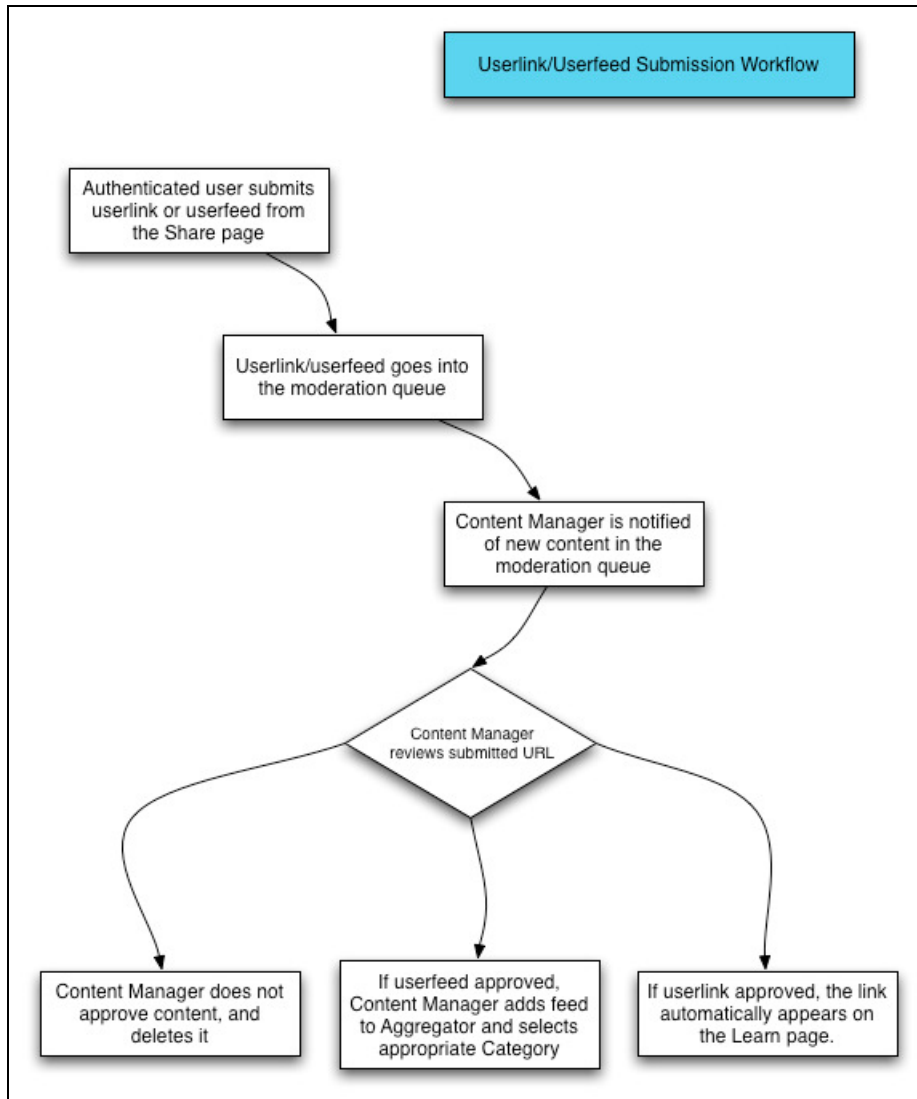 Userlink/Userfeed Submission Workflow
Authenticated user submits
userlink or userfeed from
the Share page
Userlink/userfeed goes into
the moderation queue
Content Manager is notified
of new content in the
moderation queue
Content Manager
reviews submitted URL
Content Manager does not
approve content, and
deletes it
If userfeed approved,
Content Manager adds feed
to Aggregator and selects
appropriate Category
If userlink approved, the link
automatically appears on
the Learn page.